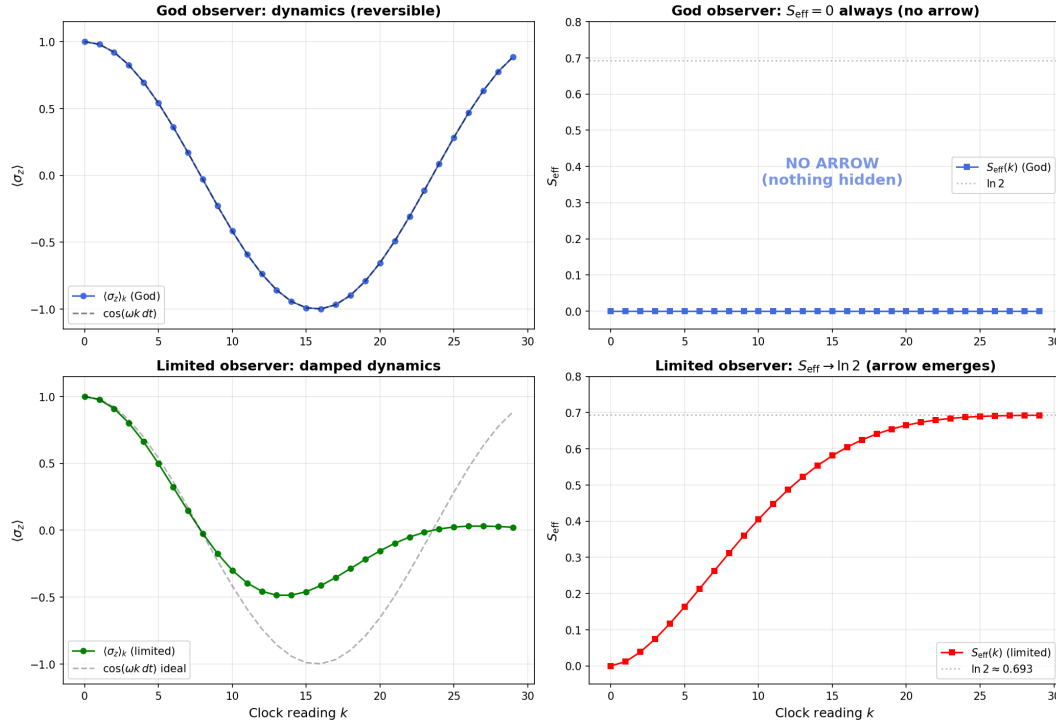 God observer: dynamics (reversible)
1.0
0.5
0.0
−0.5
−1.0
⟨σz⟩
⟨σz⟩k (God)
cos(ωk dt)
0 5 10 15 20 25 30
God observer: Seff = 0 always (no arrow)
0.8
0.7
0.6
0.5
0.4
0.3
0.2
0.1
0.0
Seff
NO ARROW
(nothing hidden)
Seff(k) (God)
ln 2
0 5 10 15 20 25 30
Limited observer: damped dynamics
1.0
0.5
0.0
−0.5
−1.0
⟨σz⟩
⟨σz⟩k (limited)
cos(ωk dt) ideal
0 5 10 15 20 25 30
Clock reading k
Limited observer: Seff → ln 2 (arrow emerges)
0.8
0.7
0.6
0.5
0.4
0.3
0.2
0.1
0.0
Seff
Seff(k) (limited)
ln 2 ≈ 0.693
0 5 10 15 20 25 30
Clock reading k